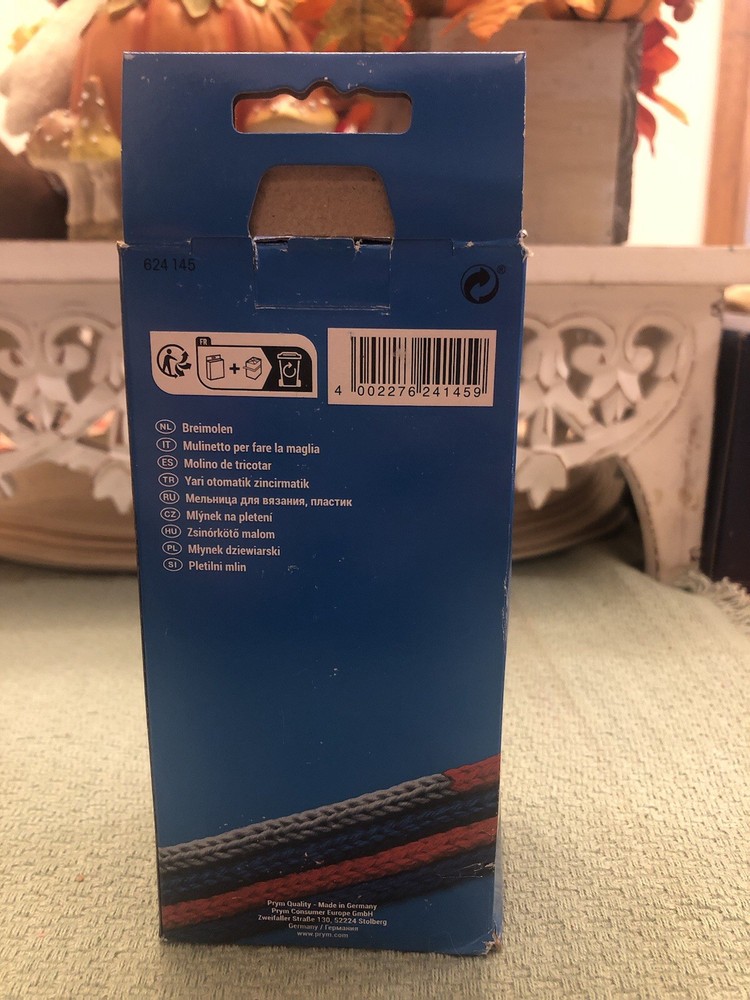 624 145
®
FR
4 002276 241459
NL Breimolen
IT Mulinetto per fare la maglia
ES Molino de tricotar
TR Yari otomatik zincirmatik
RU Мельница для вязания, пластик
CZ Mlýnek na pletení
HU Zsinórkötő malom
PL Młynek dziewiarski
SI Pletilni mlin
Prym Quality - Made in Germany
Prym Consumer Europe GmbH
Zweifaller Straße 130, 52224 Stolberg
Germany / Германия
www.prym.com